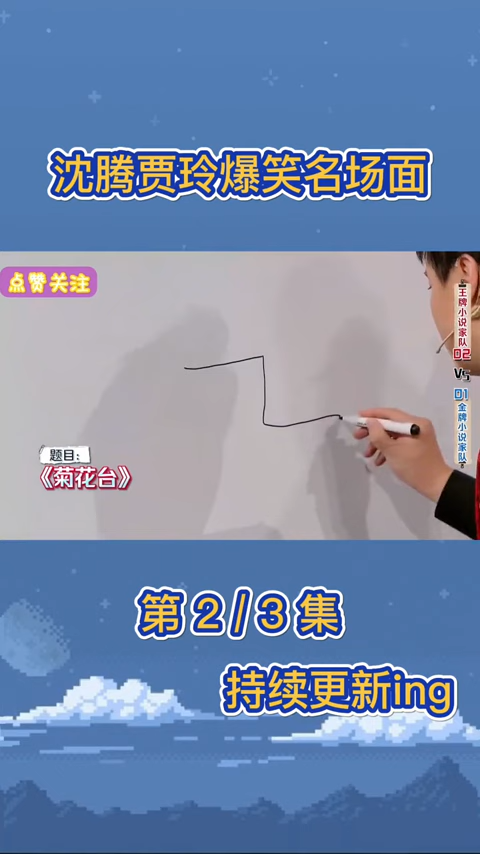 沈腾贾玲爆笑名场面
点赞关注
王牌小说家队
02
VS
01
金牌小说家队
题目:
《菊花台》
第2/3集
持续更新ing